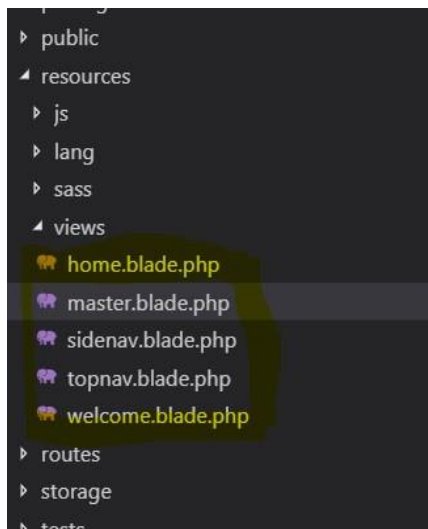 public
resources
js
lang
sass
views
home.blade.php
master.blade.php
sidenav.blade.php
topnav.blade.php
welcome.blade.php
routes
storage
tests